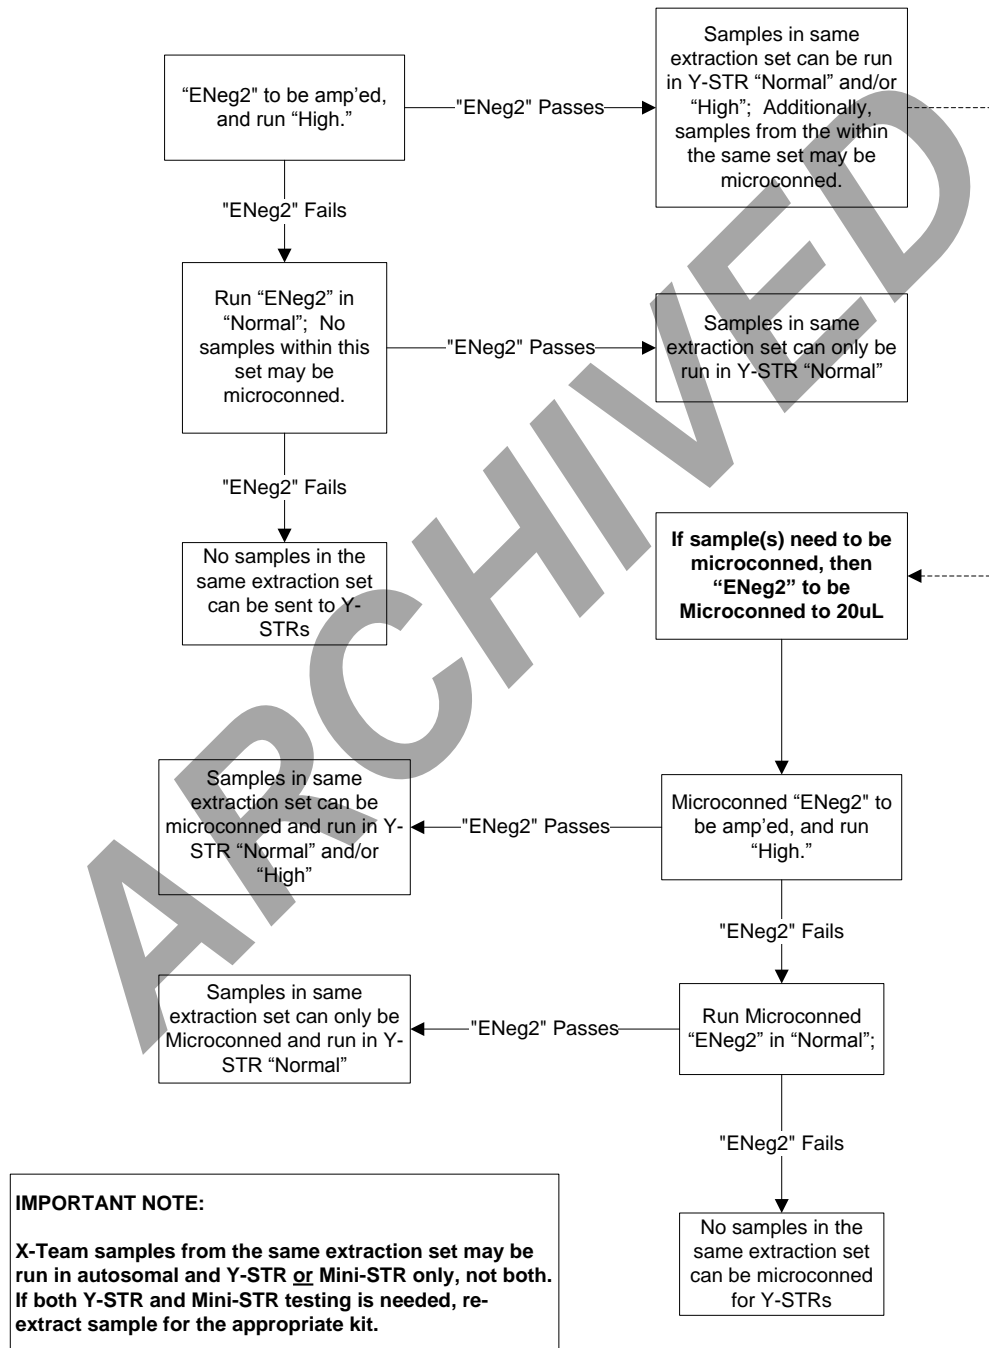 “ENeg2" to be amp’ed,
and run “High.”
"ENeg2" Passes
Samples in same
extraction set can be run
in Y-STR “Normal” and/or
“High”;  Additionally,
samples from the within
the same set may be
microconned.
"ENeg2" Fails
Run “ENeg2” in
“Normal”;  No
samples within this
set may be
microconned.
"ENeg2" Passes
Samples in same
extraction set can only be
run in Y-STR “Normal”
"ENeg2" Fails
No samples in the
same extraction set
can be sent to Y-
STRs
If sample(s) need to be
microconned, then
“ENeg2” to be
Microconned to 20uL
Microconned “ENeg2" to
be amp’ed, and run
“High.”
"ENeg2" Passes
Samples in same
extraction set can be
microconned and run in Y-
STR “Normal” and/or
“High”
"ENeg2" Fails
Run Microconned
“ENeg2” in “Normal”;
"ENeg2" Passes
Samples in same
extraction set can only be
Microconned and run in Y-
STR “Normal”
"ENeg2" Fails
No samples in the
same extraction set
can be microconned
for Y-STRs
IMPORTANT NOTE:
X-Team samples from the same extraction set may be
run in autosomal and Y-STR or Mini-STR only, not both.
If both Y-STR and Mini-STR testing is needed, re-
extract sample for the appropriate kit.
ARCHIVED